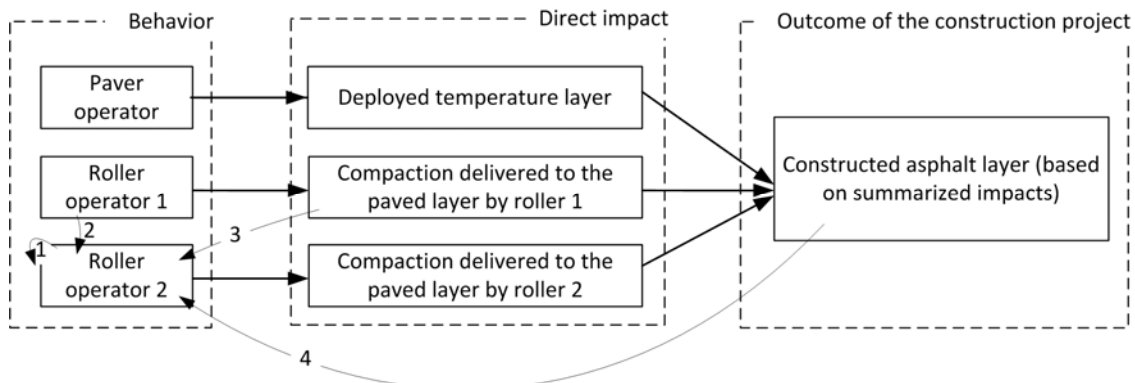 Behavior
Direct impact
Outcome of the construction project
Paver
operator
Deployed temperature layer
Roller
operator 1
Compaction delivered to the
paved layer by roller 1
Constructed asphalt layer (based
on summarized impacts)
2
3
1
Roller
operator 2
Compaction delivered to the
paved layer by roller 2
4